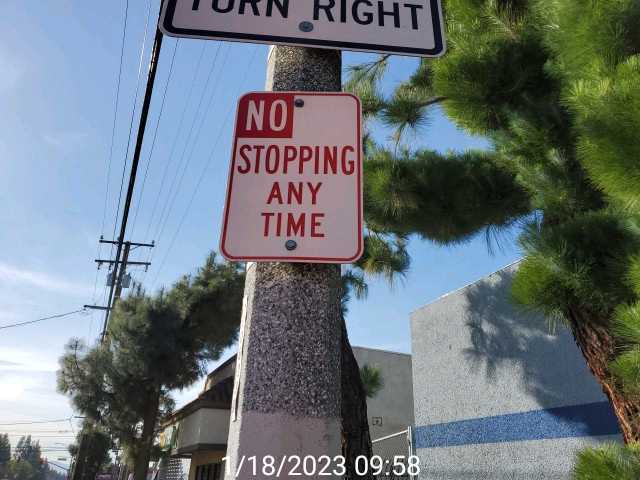 TURN RIGHT
NO
STOPPING
ANY
TIME
1/18/2023 09:58